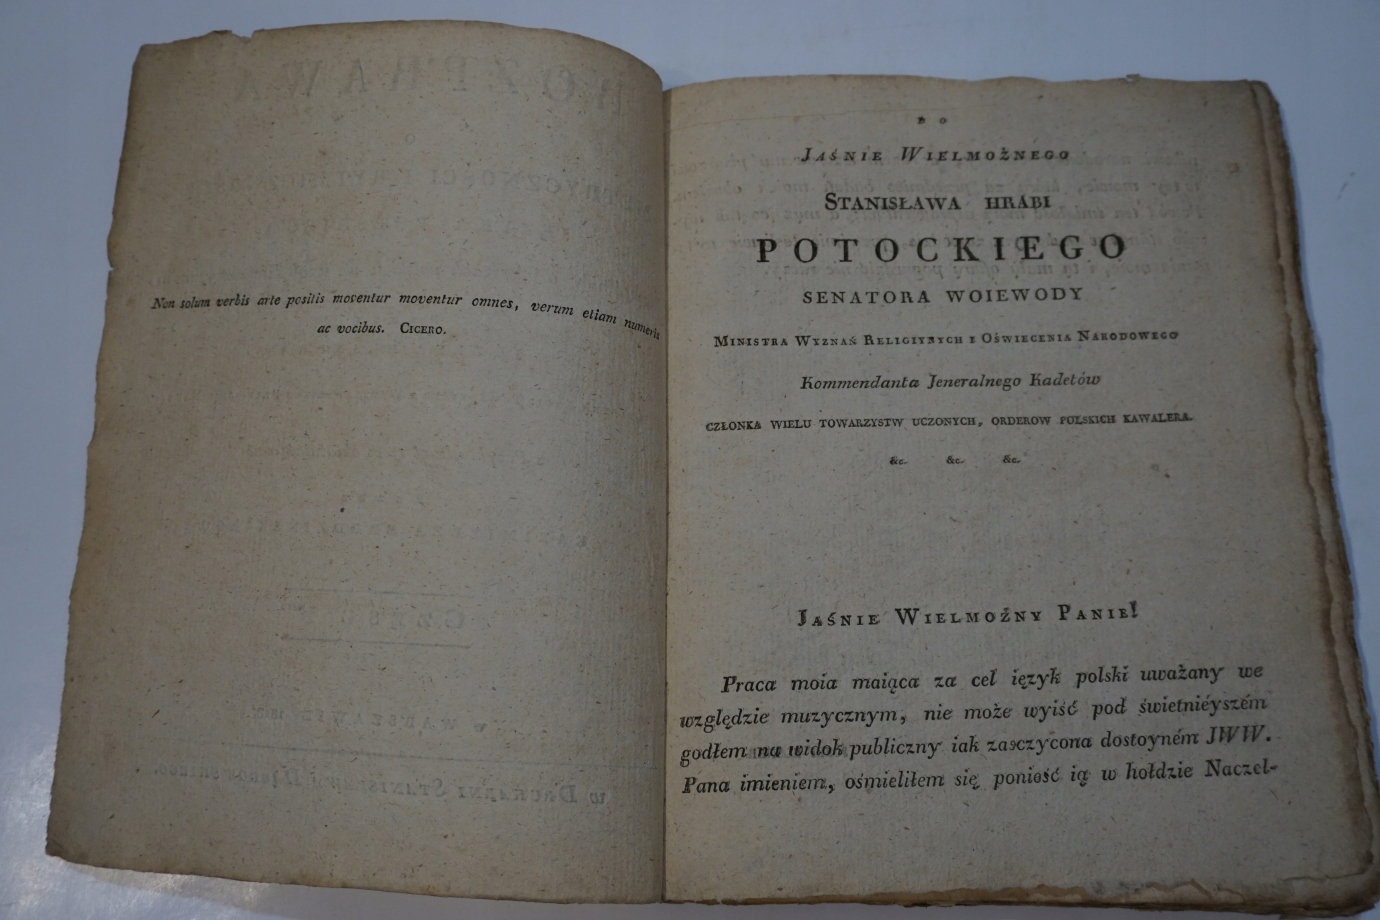 Non solum verbis arte positis moventur moventur omnes, verum etiam numeris
ac vocibus. CICERO.
DO
JAŚNIE WIELMOŻNEGO
STANISŁAWA HRABI
POTOCKIEGO
SENATORA WOIEWODY
MINISTRA WYZNAŃ RELIGIYNYCH I OŚWIECENIA NARODOWEGO
Kommendanta Jeneralnego Kadetów
CZŁONKA WIELU TOWARZYSTW UCZONYCH, ORDEROW POLSKICH KAWALERA.
&c. &c. &c.
JAŚNIE WIELMOŻNY PANIE!
Praca moia maiąca za cel ięzyk polski uważany we
względzie muzycznym, nie może wyiść pod świetniéyszém
godłem na widok publiczny iak zasczycona dostoyném JWW.
Pana imieniem, ośmieliłem się poniość ią w hołdzie Naczel-